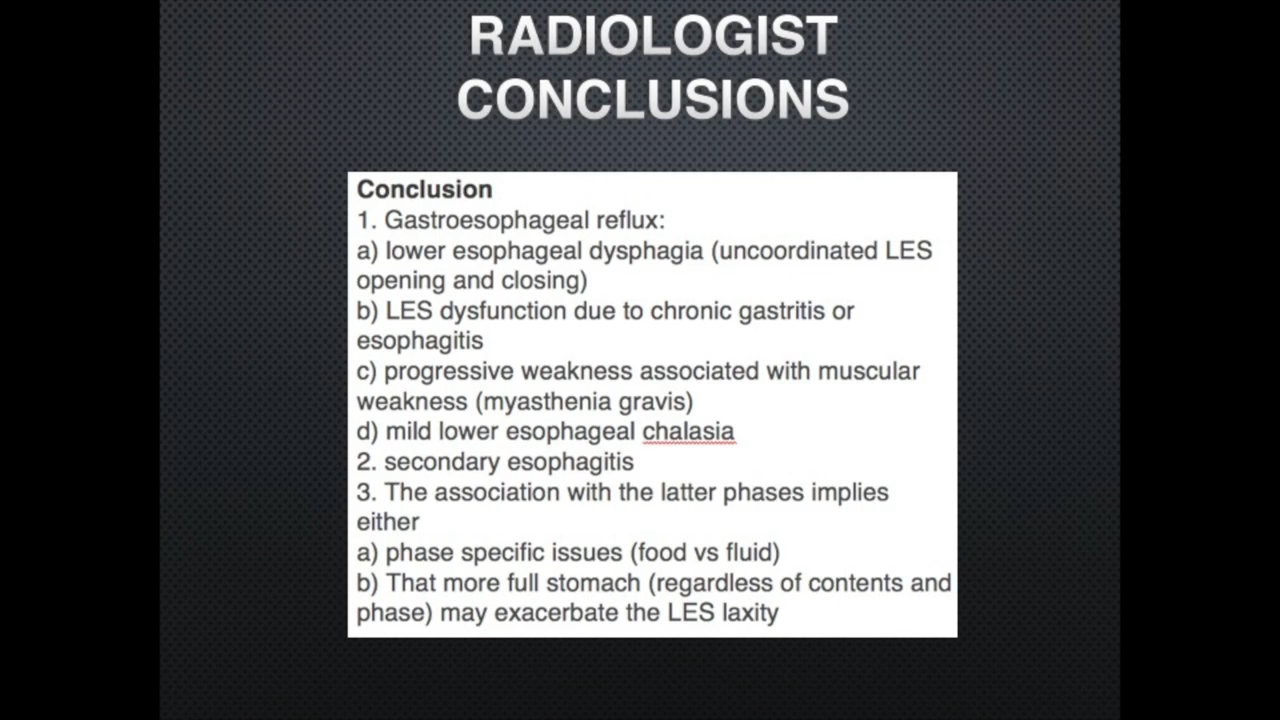 RADIOLOGIST
CONCLUSIONS
Conclusion
1. Gastroesophageal reflux:
a) lower esophageal dysphagia (uncoordinated LES
opening and closing)
b) LES dysfunction due to chronic gastritis or
esophagitis
c) progressive weakness associated with muscular
weakness (myasthenia gravis)
d) mild lower esophageal chalasia
2. secondary esophagitis
3. The association with the latter phases implies
either
a) phase specific issues (food vs fluid)
b) That more full stomach (regardless of contents and
phase) may exacerbate the LES laxity